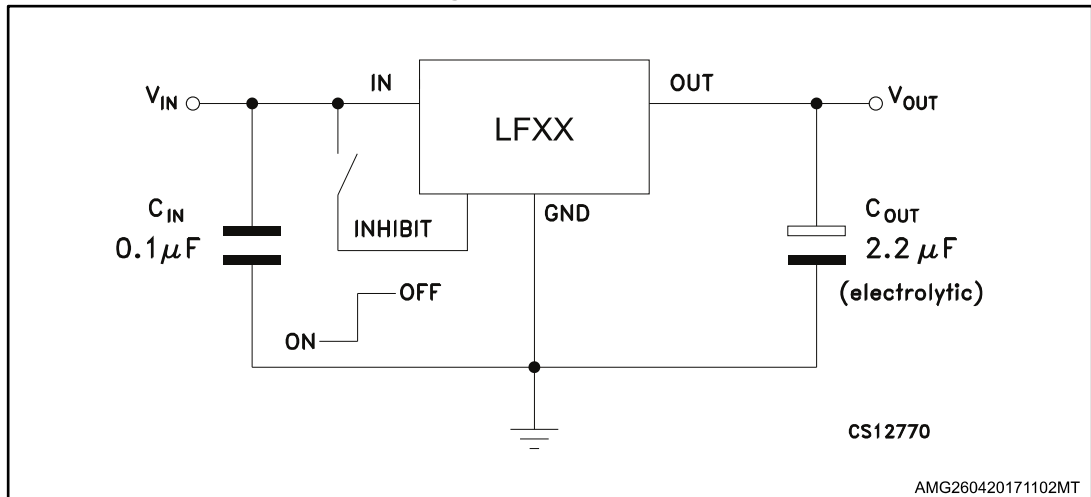 IN
OUT
V_IN
V_OUT
LFXX
C_IN
0.1µF
INHIBIT
GND
C_OUT
2.2 µF
(electrolytic)
OFF
ON
CS12770
AMG260420171102MT